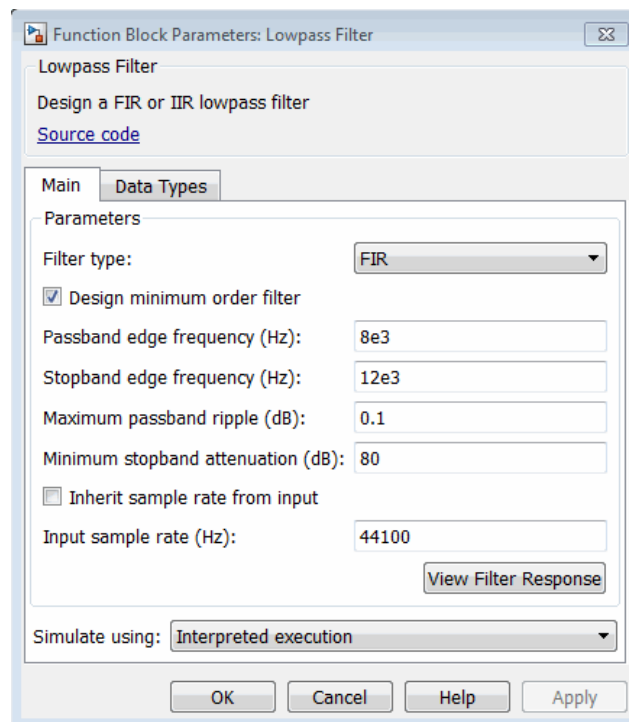 Function Block Parameters: Lowpass Filter
Lowpass Filter
Design a FIR or IIR lowpass filter
Source code
Main Data Types
Parameters
Filter type: FIR
Design minimum order filter
Passband edge frequency (Hz): 8e3
Stopband edge frequency (Hz): 12e3
Maximum passband ripple (dB): 0.1
Minimum stopband attenuation (dB): 80
Inherit sample rate from input
Input sample rate (Hz): 44100
View Filter Response
Simulate using: Interpreted execution
OK Cancel Help Apply